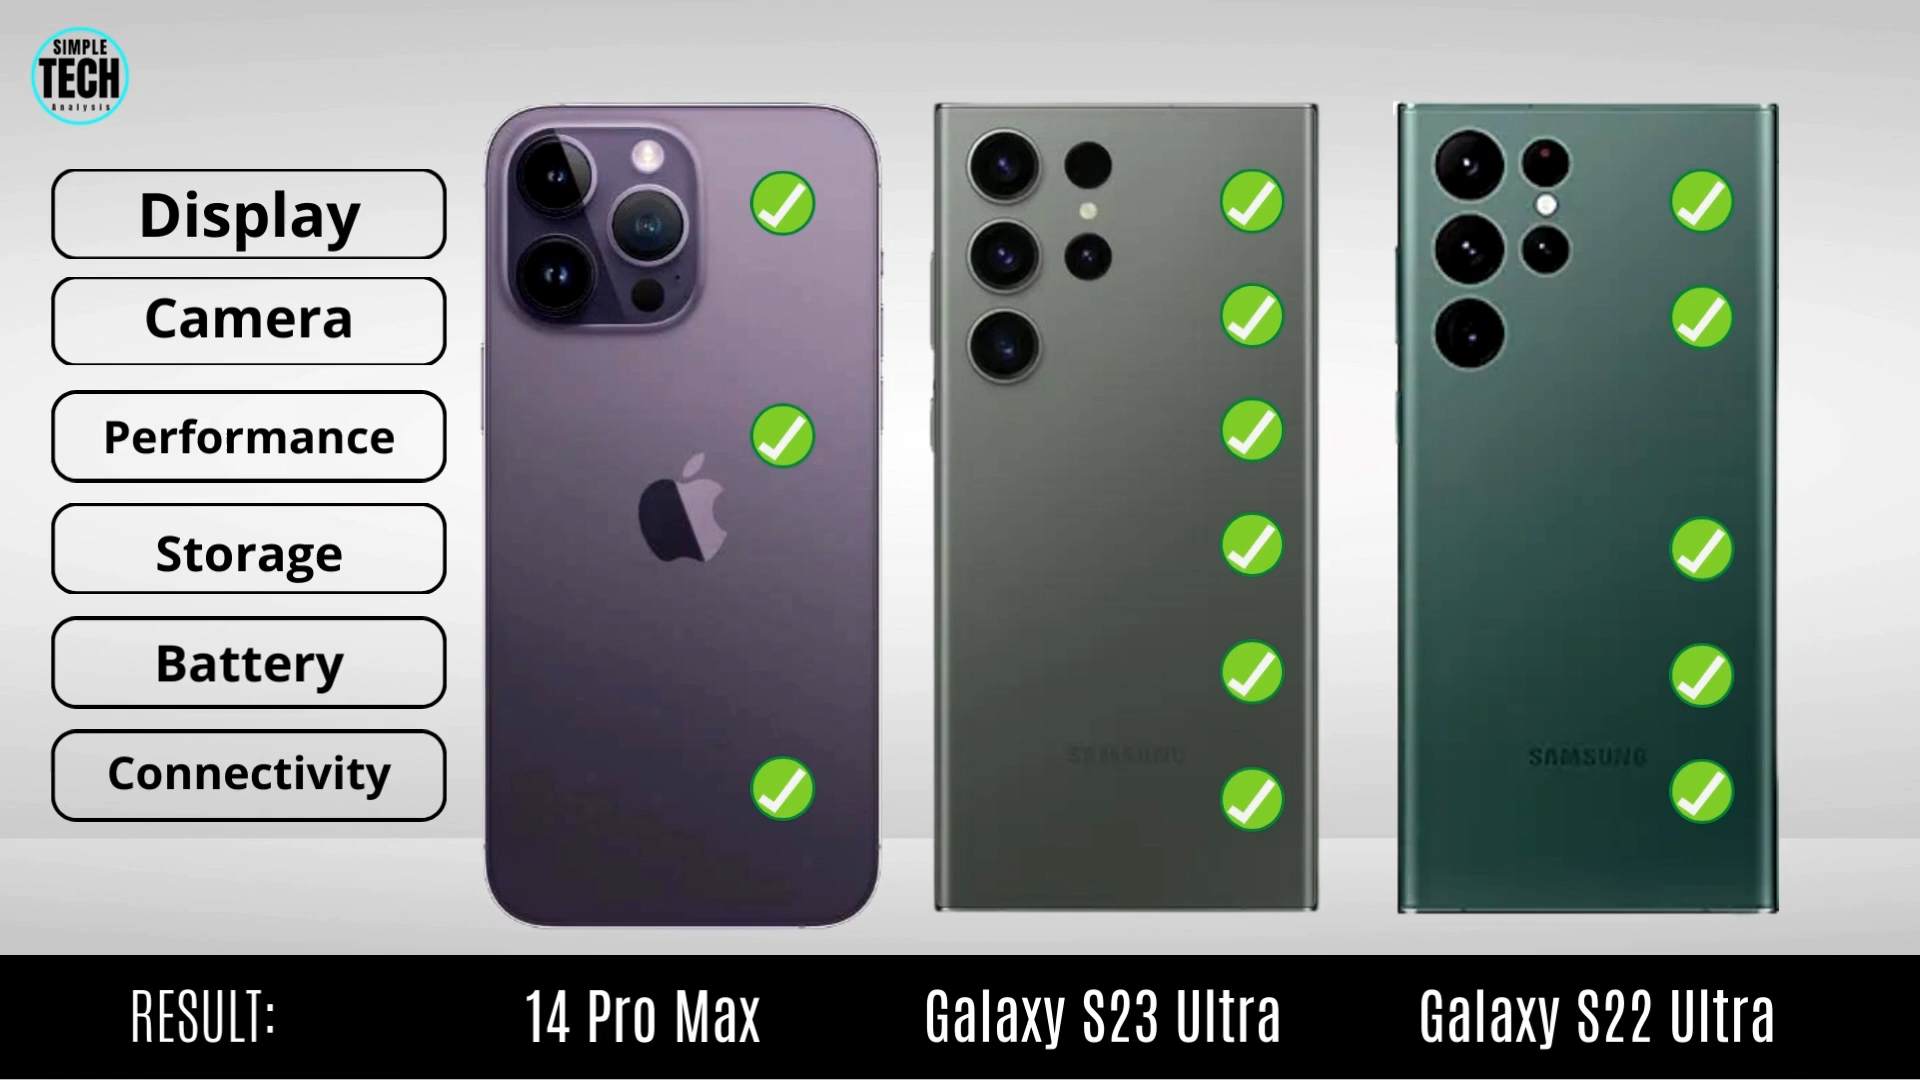 SIMPLE
TECH
Analysis
Display
Camera
Performance
Storage
Battery
Connectivity
SAMSUNG
SAMSUNG
RESULT:
14 Pro Max
Galaxy S23 Ultra
Galaxy S22 Ultra